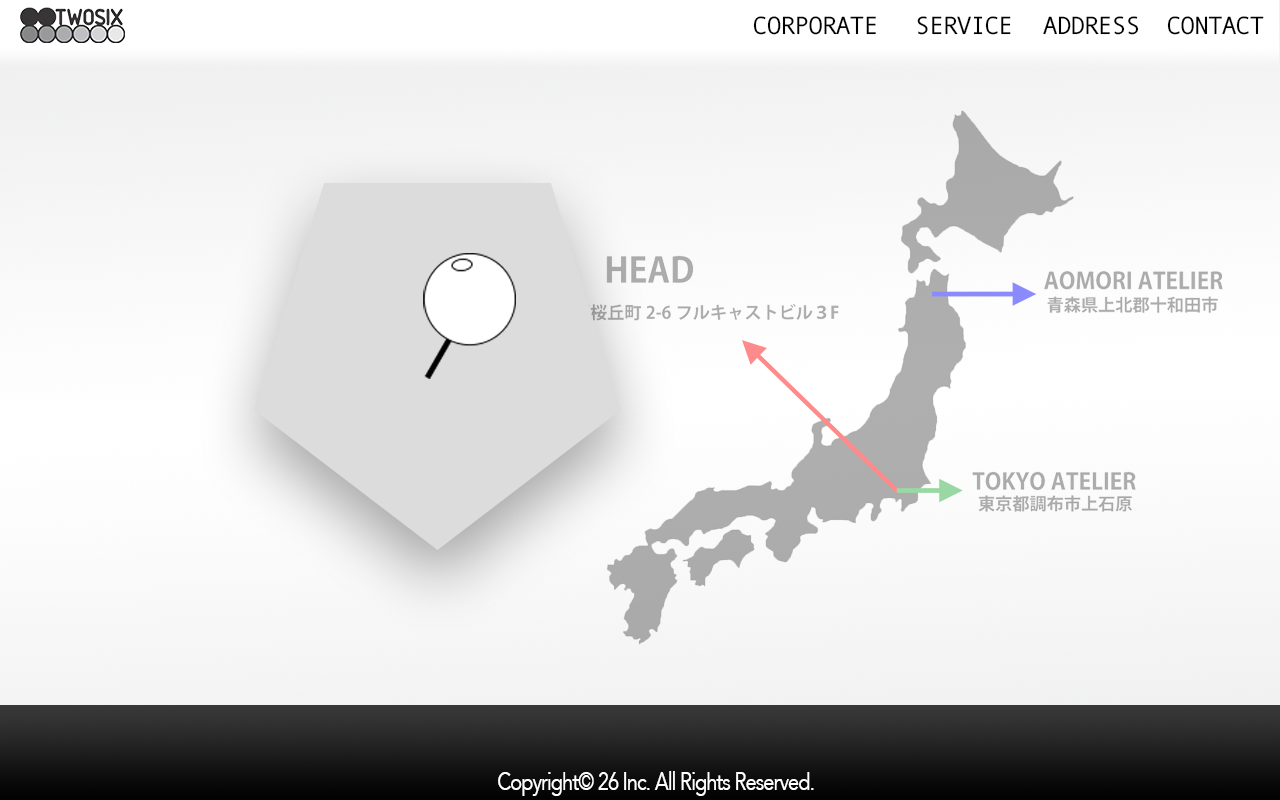 TWOSIX
CORPORATE SERVICE ADDRESS CONTACT
HEAD
桜丘町 2-6 フルキャストビル３F
AOMORI ATELIER
青森県上北郡十和田市
TOKYO ATELIER
東京都調布市上石原
Copyright© 26 Inc. All Rights Reserved.